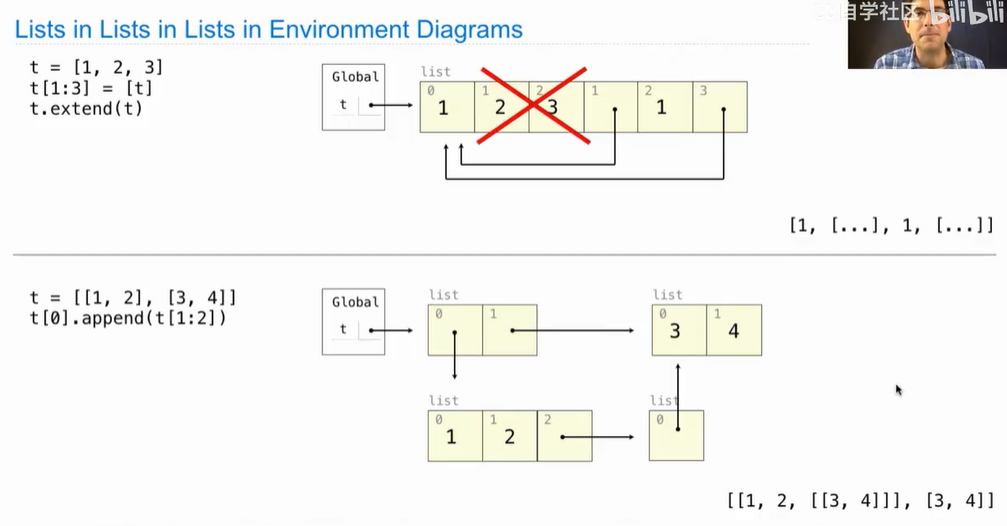 自学社区 bilibili
Lists in Lists in Lists in Environment Diagrams
t = [1, 2, 3]
t[1:3] = [t]
t.extend(t)
Global
t
list
0 1 2 1 2 3
1 2 3 1
[1, [...], 1, [...]]
t = [[1, 2], [3, 4]]
t[0].append(t[1:2])
Global
t
list
0 1
list
0 1
3 4
list
0 1 2
1 2
list
0
[[1, 2, [[3, 4]]], [3, 4]]